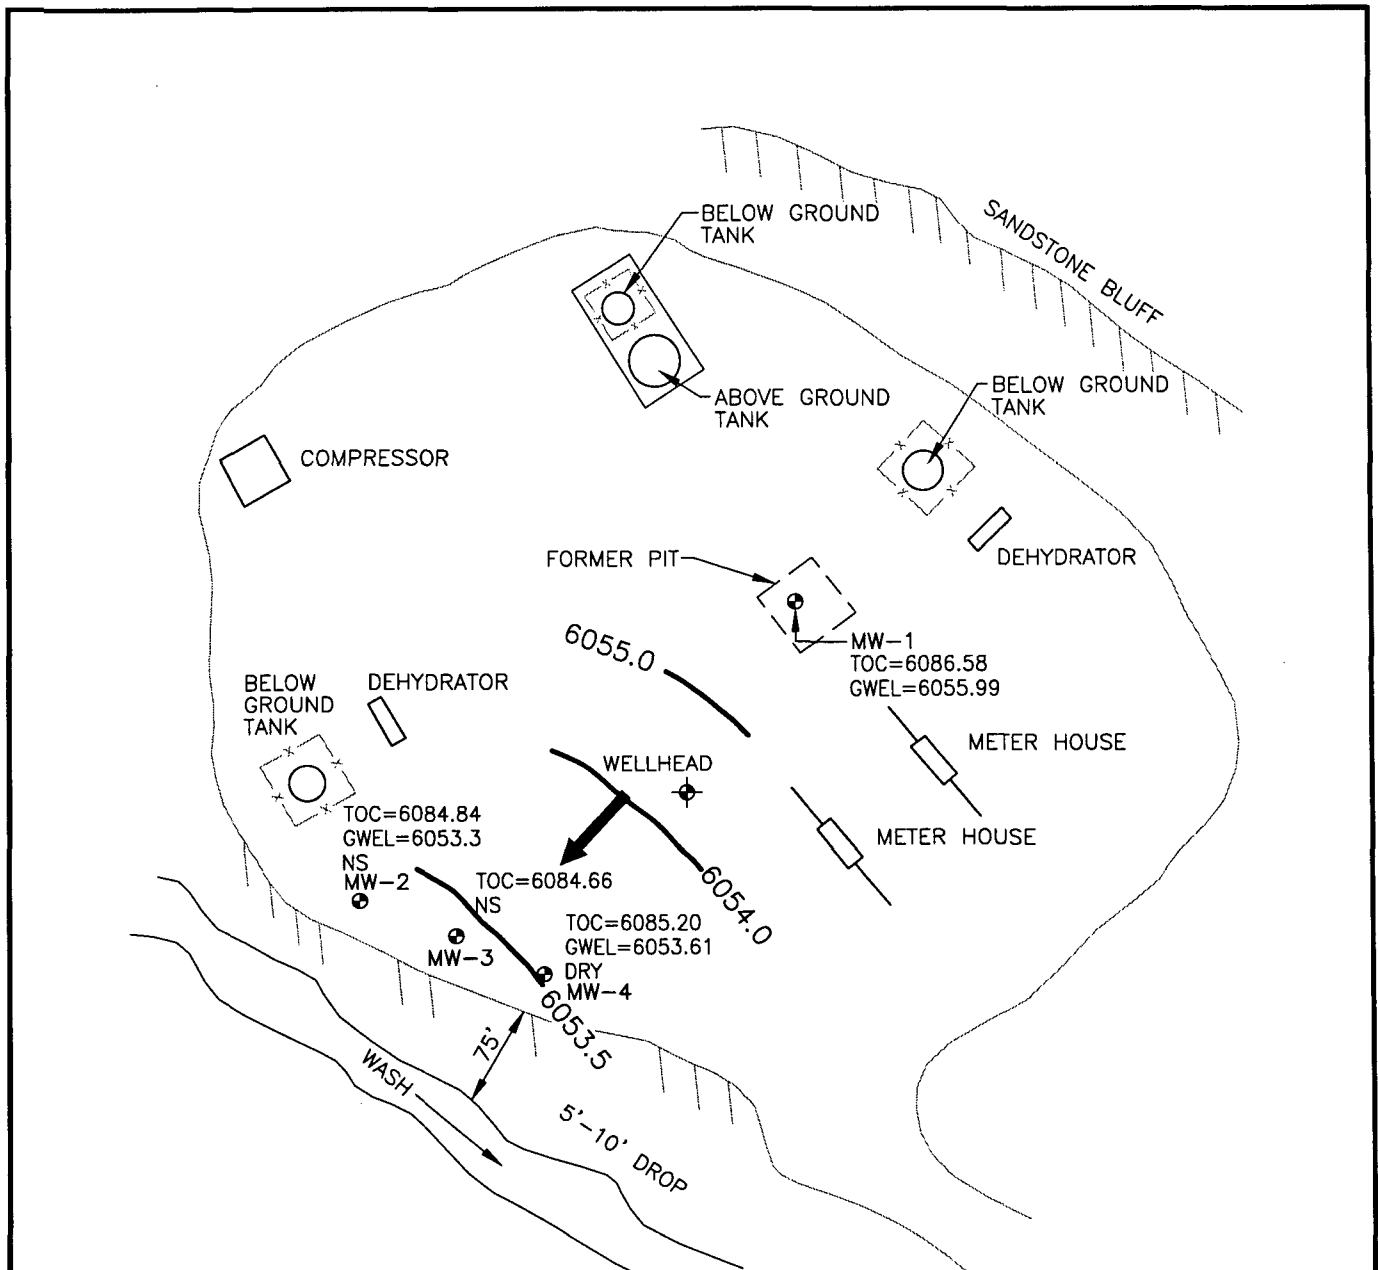 BELOW GROUND
TANK
SANDSTONE BLUFF
ABOVE GROUND
TANK
BELOW GROUND
TANK
COMPRESSOR
DEHYDRATOR
FORMER PIT
MW-1
TOC=6086.58
GWEL=6055.99
6055.0
BELOW
GROUND
TANK
DEHYDRATOR
METER HOUSE
WELLHEAD
METER HOUSE
TOC=6084.84
GWEL=6053.3
NS
MW-2
TOC=6084.66
NS
MW-3
6054.0
TOC=6085.20
GWEL=6053.61
DRY
MW-4
6053.5
75'
WASH
5'-10' DROP